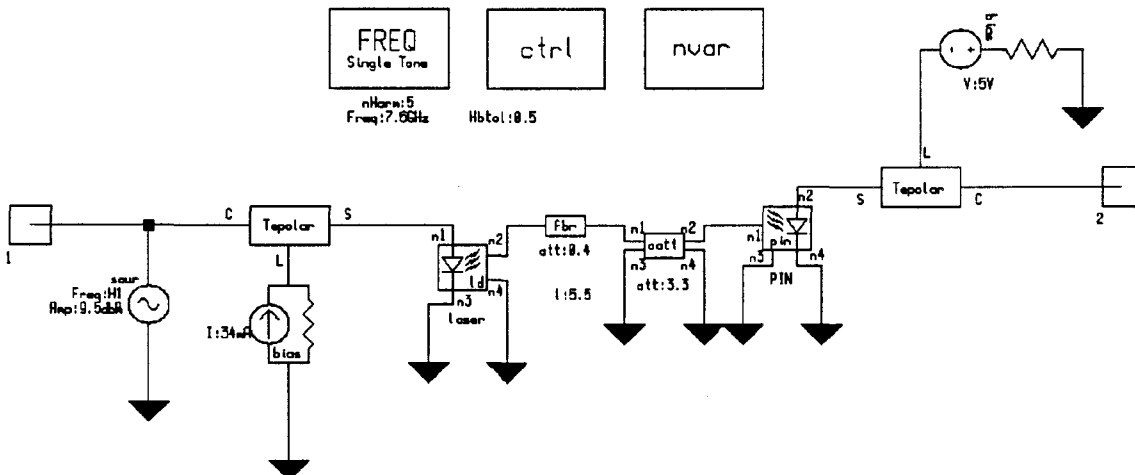 FREQ
Single Tone
ctrl
nvar
nHarm:5
Freq:7.6GHz
Hbtol:0.5
bias
V:5V
L
Tepolar
S
C
2
1
C
Tepolar
S
L
sour
Freq:H1
Amp:9.5dbm
I:34mA
bias
n1
n2
ld
n3
n4
laser
fbr
att:0.4
l:5.5
n1
n2
oatt
n3
n4
att:3.3
n1
n2
pin
n3
n4
PIN